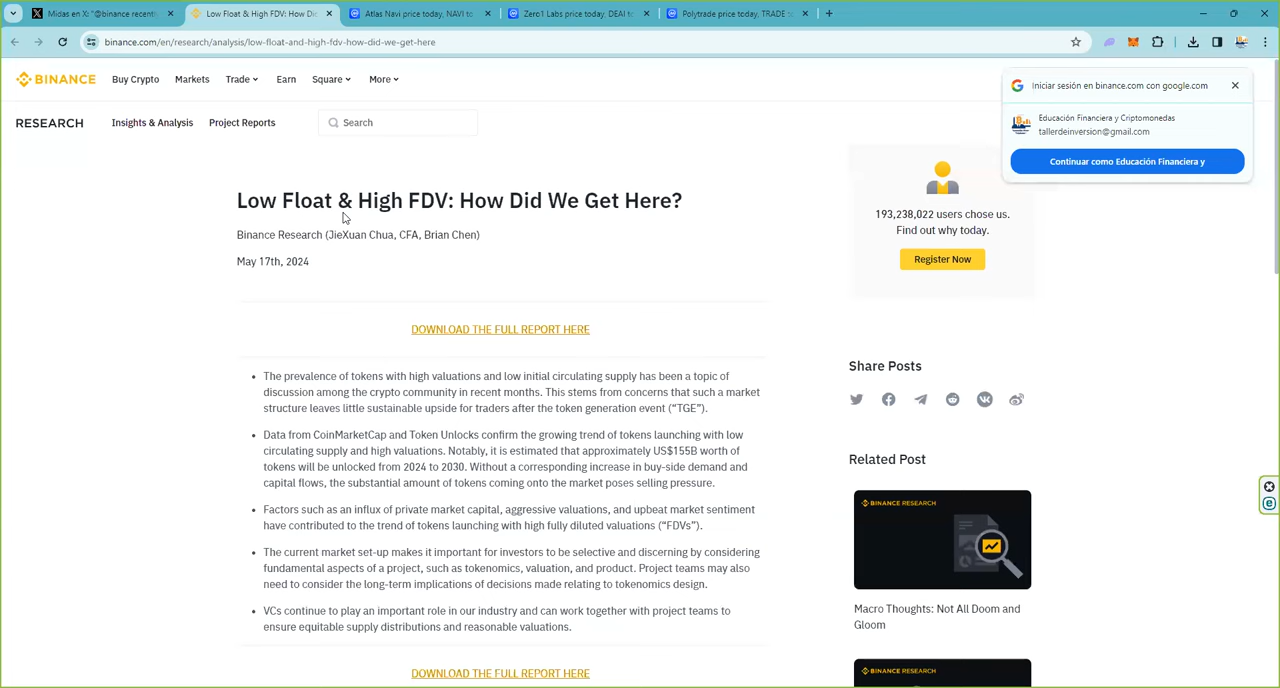 Midas en X: "@binance recentl
Low Float & High FDV: How Di
Atlas Navi price today, NAVI to
Zero1 Labs price today, DEAI to
Polytrade price today, TRADE to
binance.com/en/research/analysis/low-float-and-high-fdv-how-did-we-get-here
BINANCE
Buy Crypto
Markets
Trade
Earn
Square
More
Iniciar sesión en binance.com con google.com
Educación Financiera y Criptomonedas
tallerdeinversion@gmail.com
Continuar como Educación Financiera y
RESEARCH
Insights & Analysis
Project Reports
Search
Low Float & High FDV: How Did We Get Here?
Binance Research (JieXuan Chua, CFA, Brian Chen)
May 17th, 2024
193,238,022 users chose us.
Find out why today.
Register Now
DOWNLOAD THE FULL REPORT HERE
• The prevalence of tokens with high valuations and low initial circulating supply has been a topic of
discussion among the crypto community in recent months. This stems from concerns that such a market
structure leaves little sustainable upside for traders after the token generation event (“TGE”).
• Data from CoinMarketCap and Token Unlocks confirm the growing trend of tokens launching with low
circulating supply and high valuations. Notably, it is estimated that approximately US$155B worth of
tokens will be unlocked from 2024 to 2030. Without a corresponding increase in buy-side demand and
capital flows, the substantial amount of tokens coming onto the market poses selling pressure.
• Factors such as an influx of private market capital, aggressive valuations, and upbeat market sentiment
have contributed to the trend of tokens launching with high fully diluted valuations (“FDVs”).
• The current market set-up makes it important for investors to be selective and discerning by considering
fundamental aspects of a project, such as tokenomics, valuation, and product. Project teams may also
need to consider the long-term implications of decisions made relating to tokenomics design.
• VCs continue to play an important role in our industry and can work together with project teams to
ensure equitable supply distributions and reasonable valuations.
DOWNLOAD THE FULL REPORT HERE
Share Posts
Related Post
BINANCE RESEARCH
Macro Thoughts: Not All Doom and
Gloom
BINANCE RESEARCH